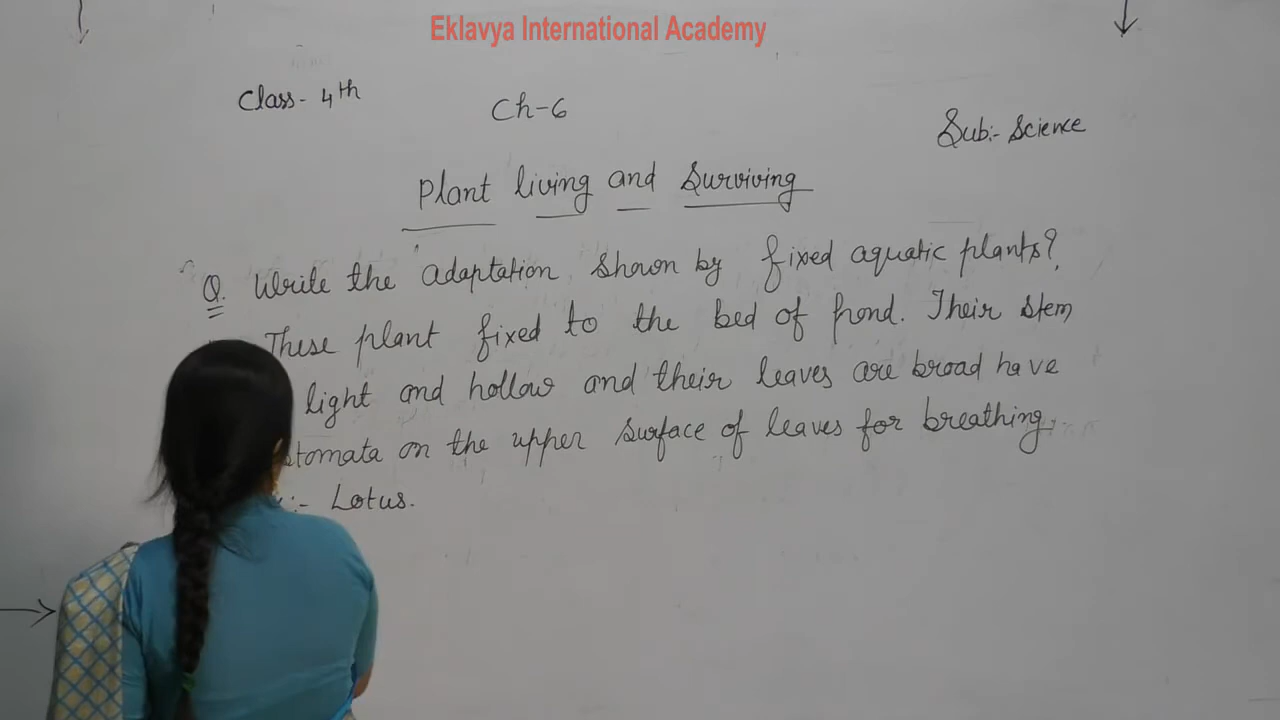 Eklavya International Academy
Class- 4th
Ch-6
Sub:- Science
Plant living and Surviving
Q. Write the adaptation shown by fixed aquatic plants?
These plant fixed to the bed of pond. Their stem
light and hollow and their leaves are broad have
stomata on the upper surface of leaves for breathing.
:- Lotus.